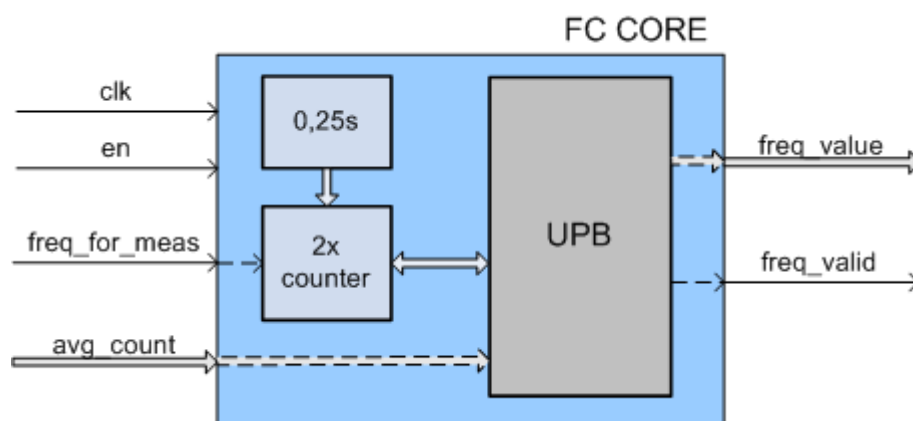 FC CORE
clk
0,25s
en
freq_value
freq_for_meas
2x
counter
UPB
freq_valid
avg_count